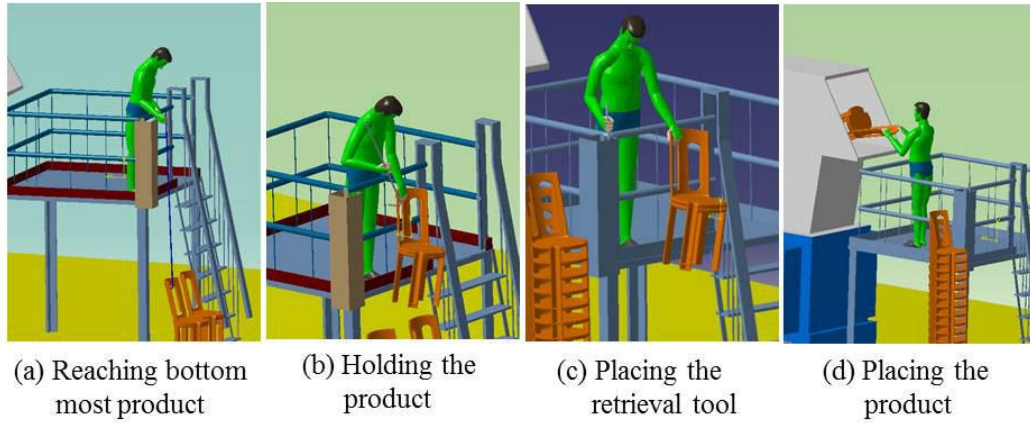 (a) Reaching bottom
most product
(b) Holding the
product
(c) Placing the
retrieval tool
(d) Placing the
product